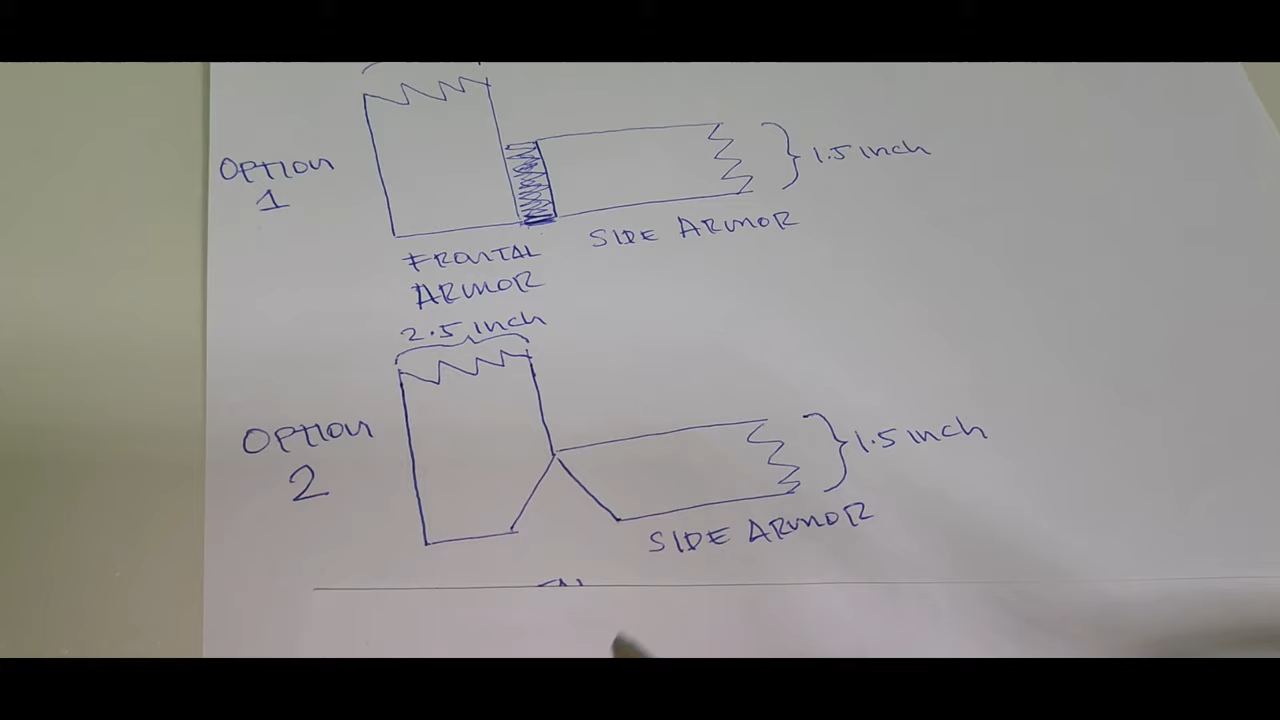 OPTION
1
1.5 inch
SIDE ARMOR
FRONTAL
ARMOR
2.5 inch
OPTION
2
1.5 inch
SIDE ARMOR